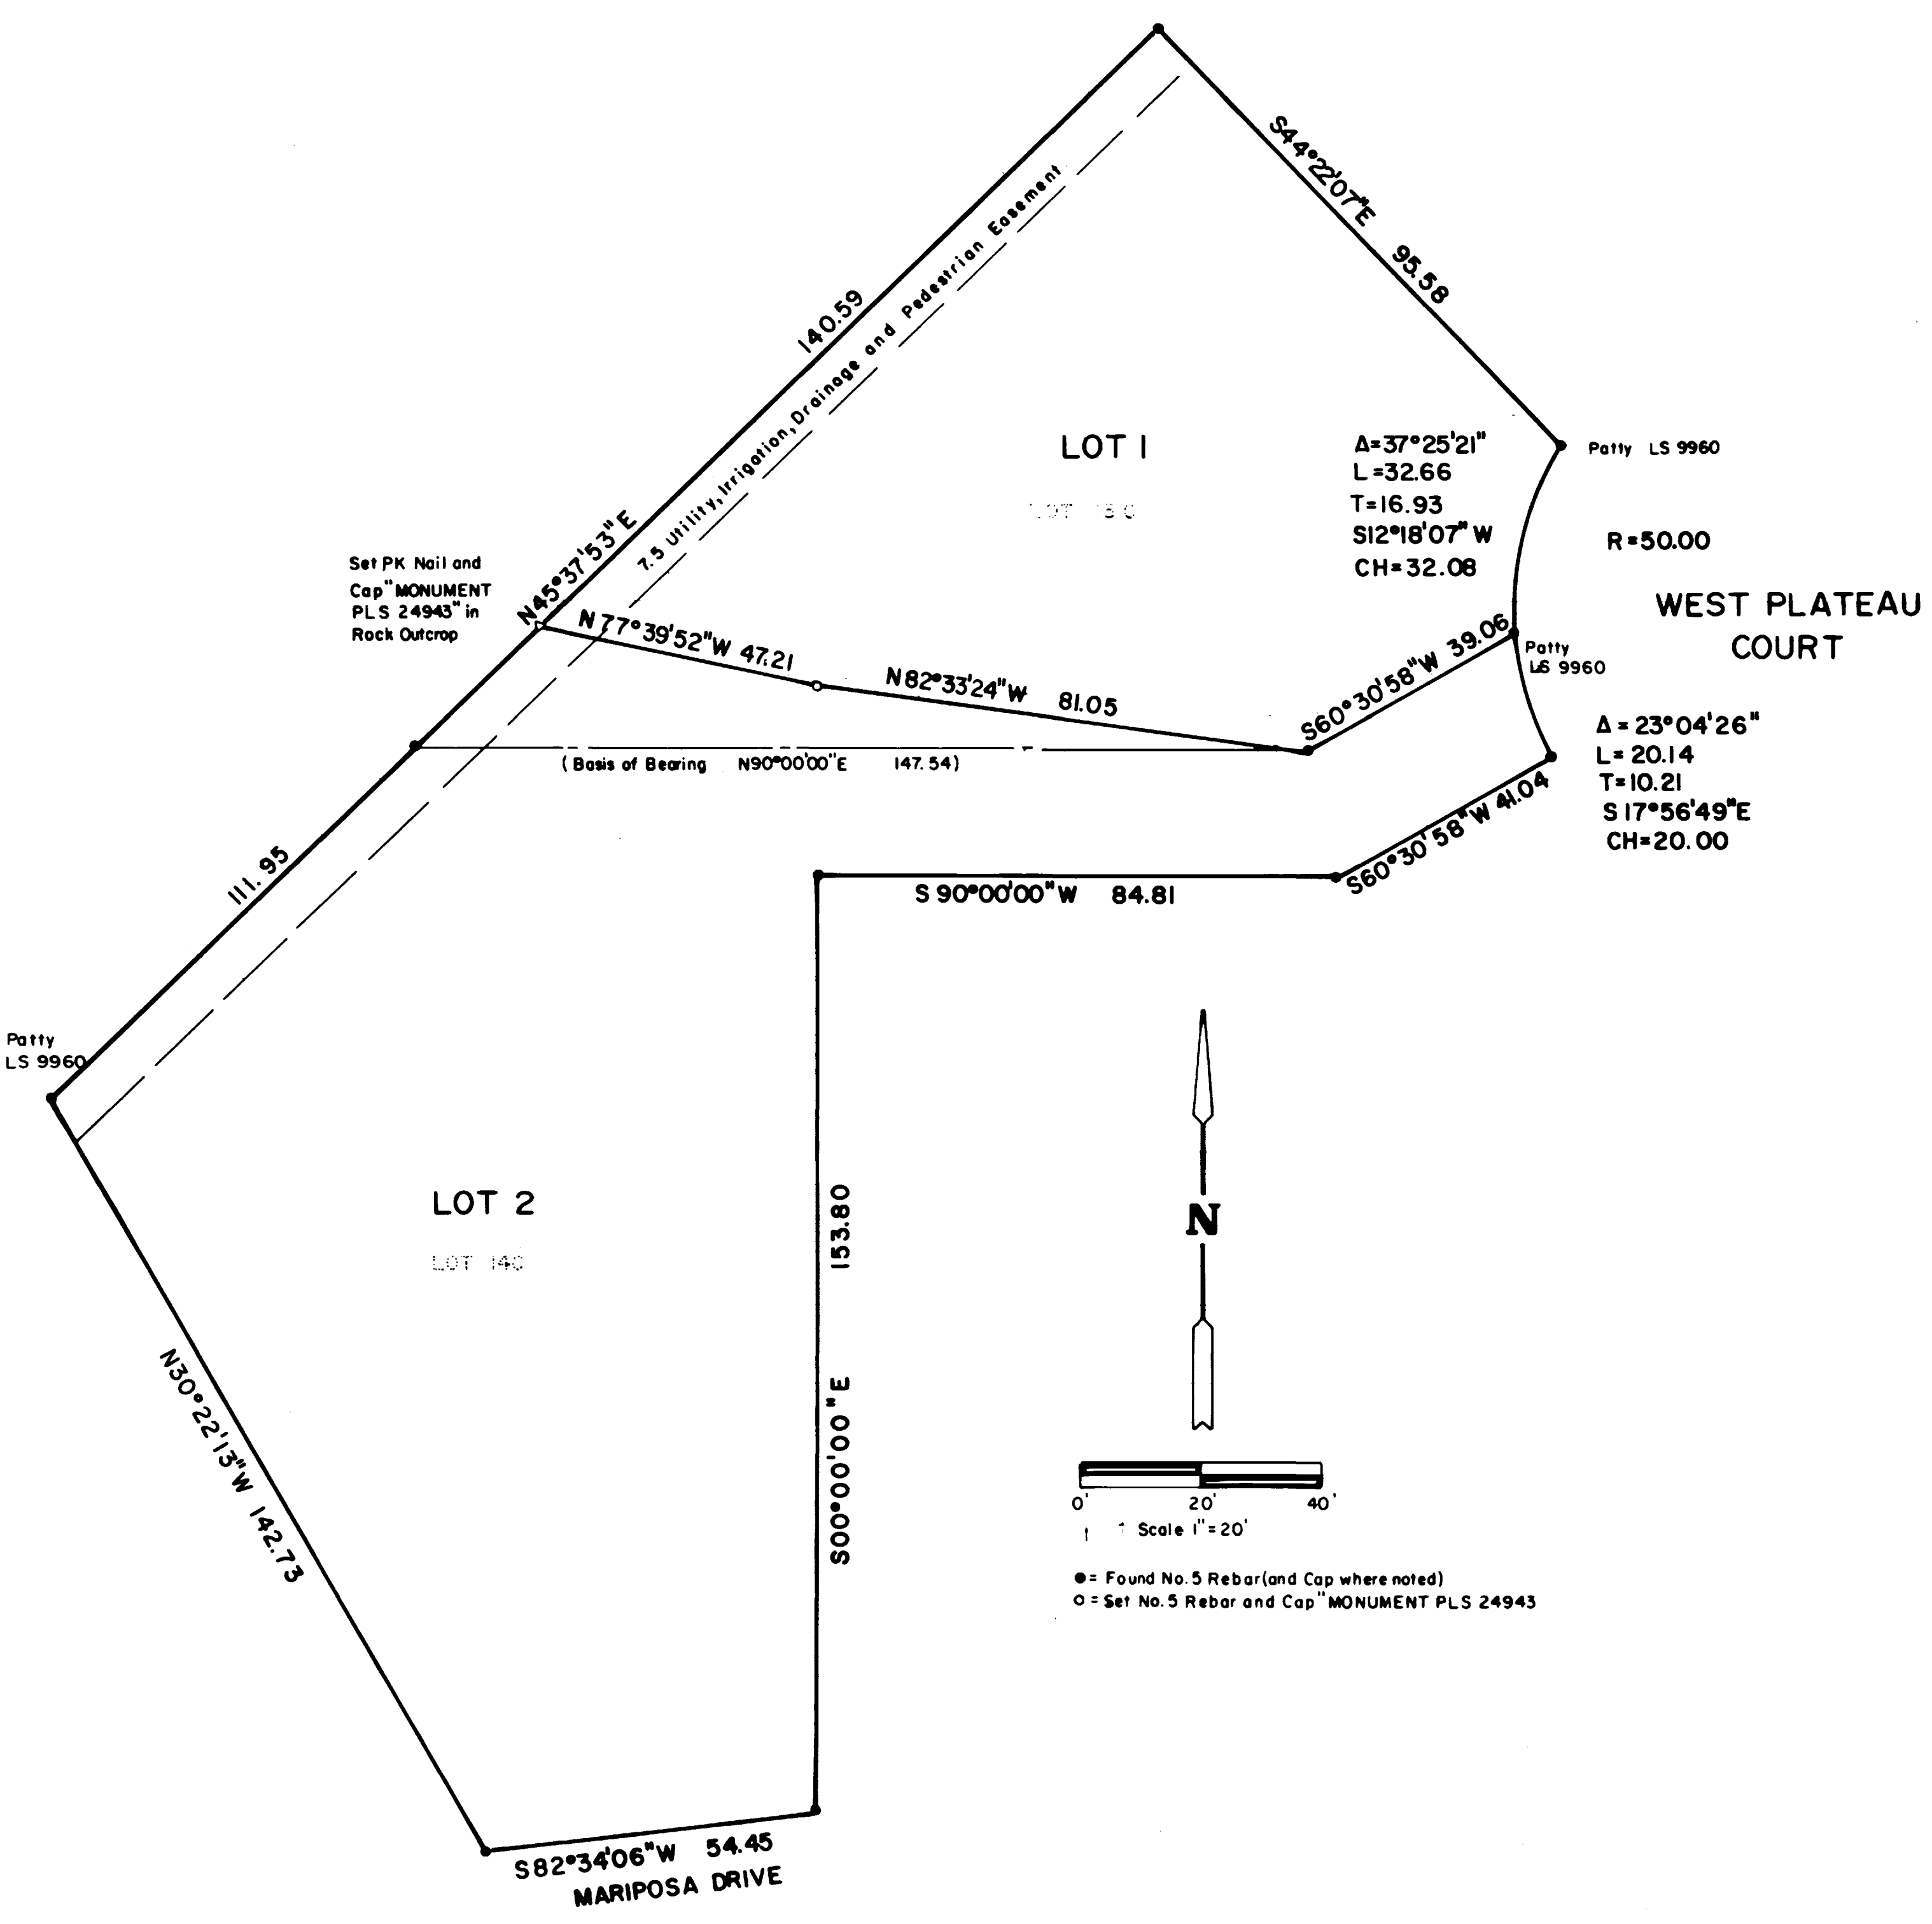 S44°22'07"E 95.58
140.59
7.5 Utility, Irrigation, Drainage and Pedestrian Easement
N45°37'53"E
LOT 1
Δ=37°25'21"
L=32.66
T=16.93
S12°18'07"W
CH=32.08
Patty LS 9960
R=50.00
WEST PLATEAU
COURT
Set PK Nail and
Cap "MONUMENT
PLS 24943" in
Rock Outcrop
N77°39'52"W 47.21
N82°33'24"W 81.05
S60°30'58"W 39.06
Patty
LS 9960
(Basis of Bearing N90°00'00"E 147.54)
Δ=23°04'26"
L=20.14
T=10.21
S17°56'49"E
CH=20.00
S60°30'58"W 41.04
S90°00'00"W 84.81
111.95
Patty
LS 9960
LOT 2
LOT 14C
S00°00'00"E 153.80
N30°22'13"W 142.73
S82°34'06"W 54.45
MARIPOSA DRIVE
N
0' 20' 40'
Scale 1"=20'
●= Found No.5 Rebar(and Cap where noted)
○= Set No.5 Rebar and Cap "MONUMENT PLS 24943